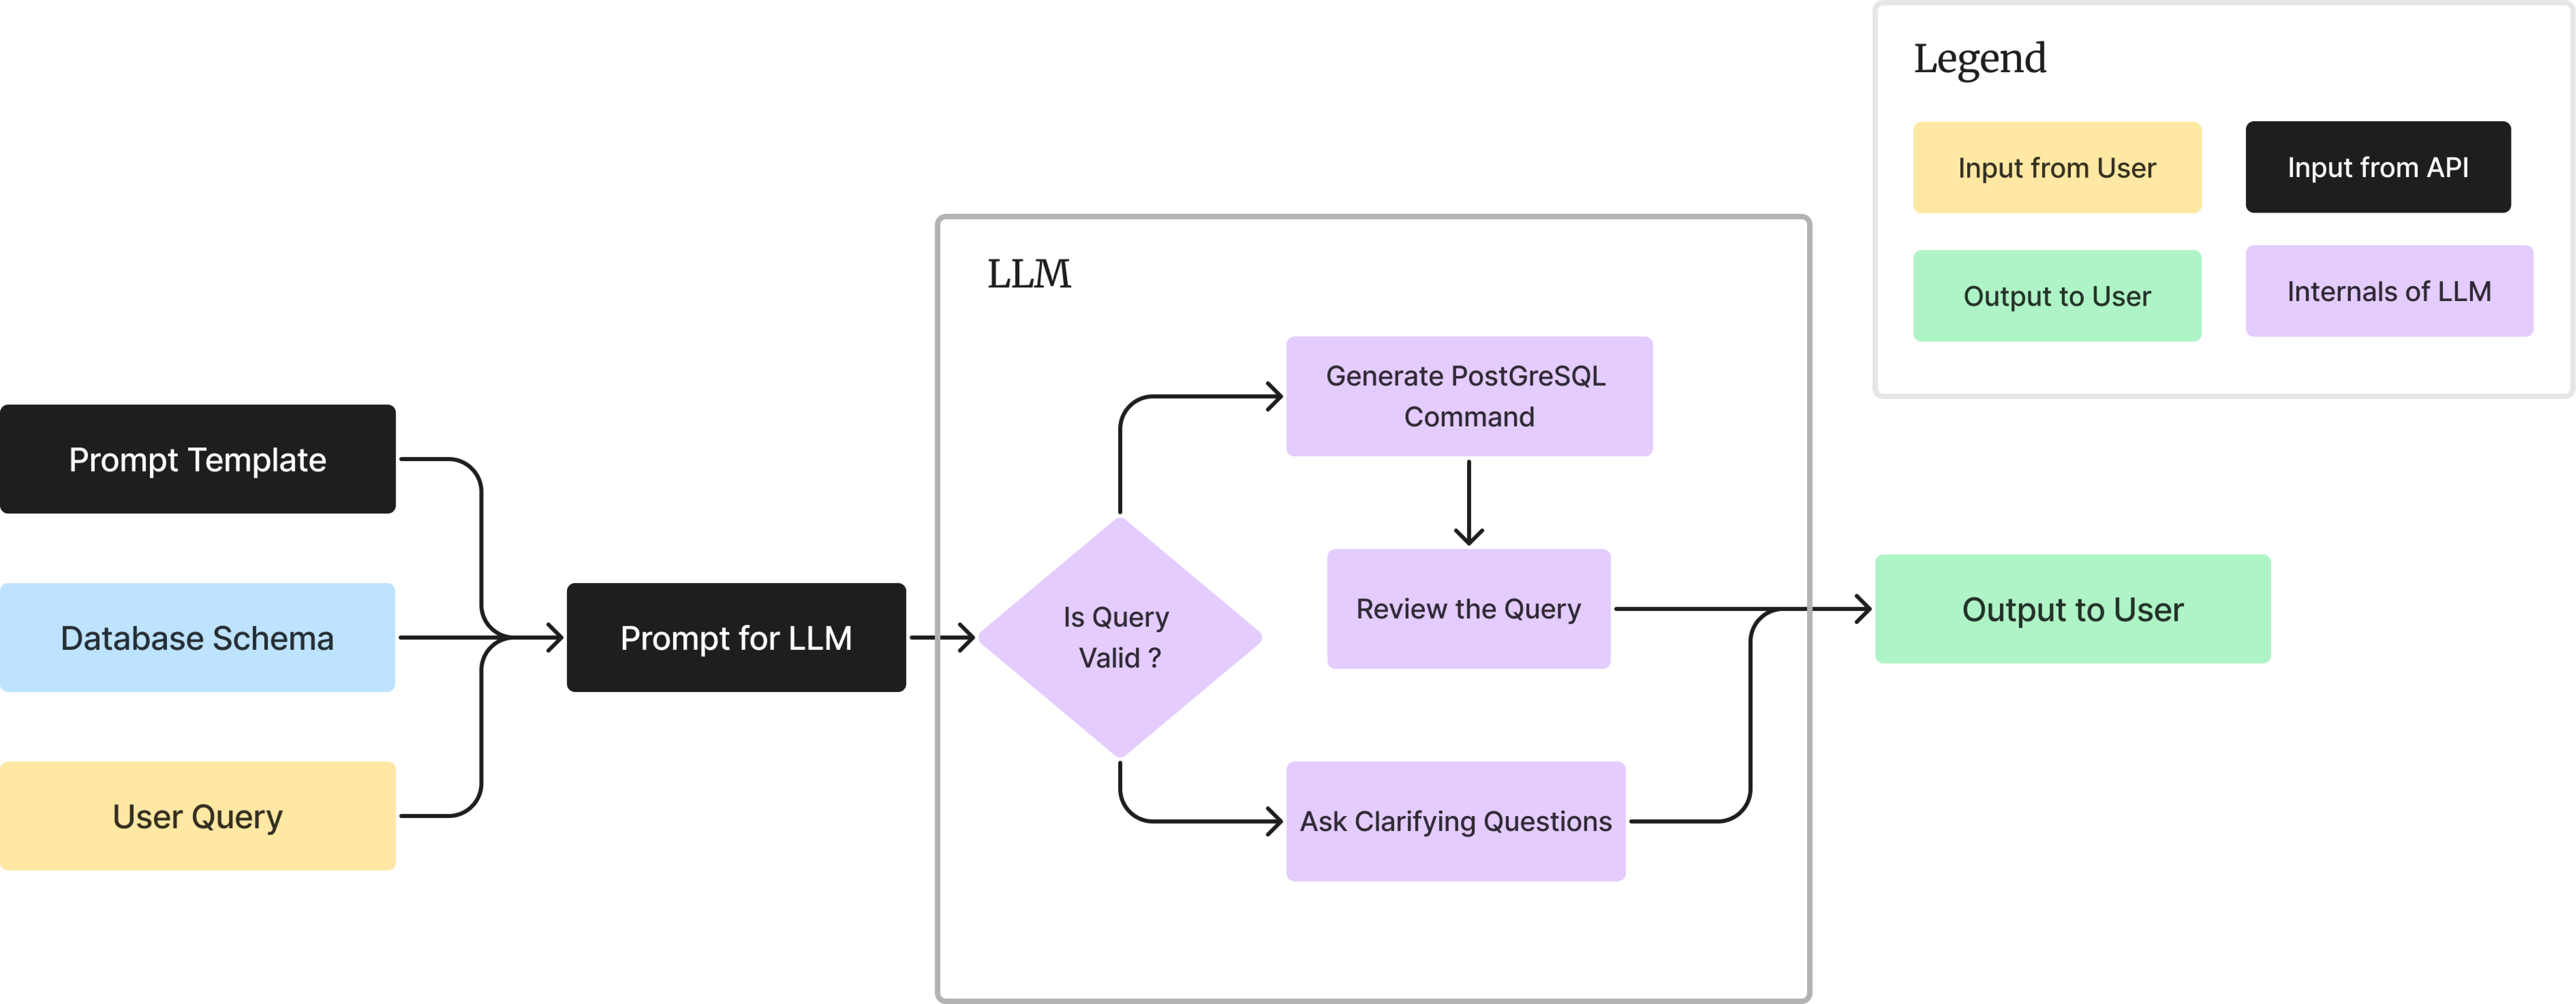 Legend
Input from User
Input from API
Output to User
Internals of LLM
LLM
Generate PostGreSQL
Command
Prompt Template
Database Schema
User Query
Prompt for LLM
Is Query
Valid ?
Review the Query
Ask Clarifying Questions
Output to User